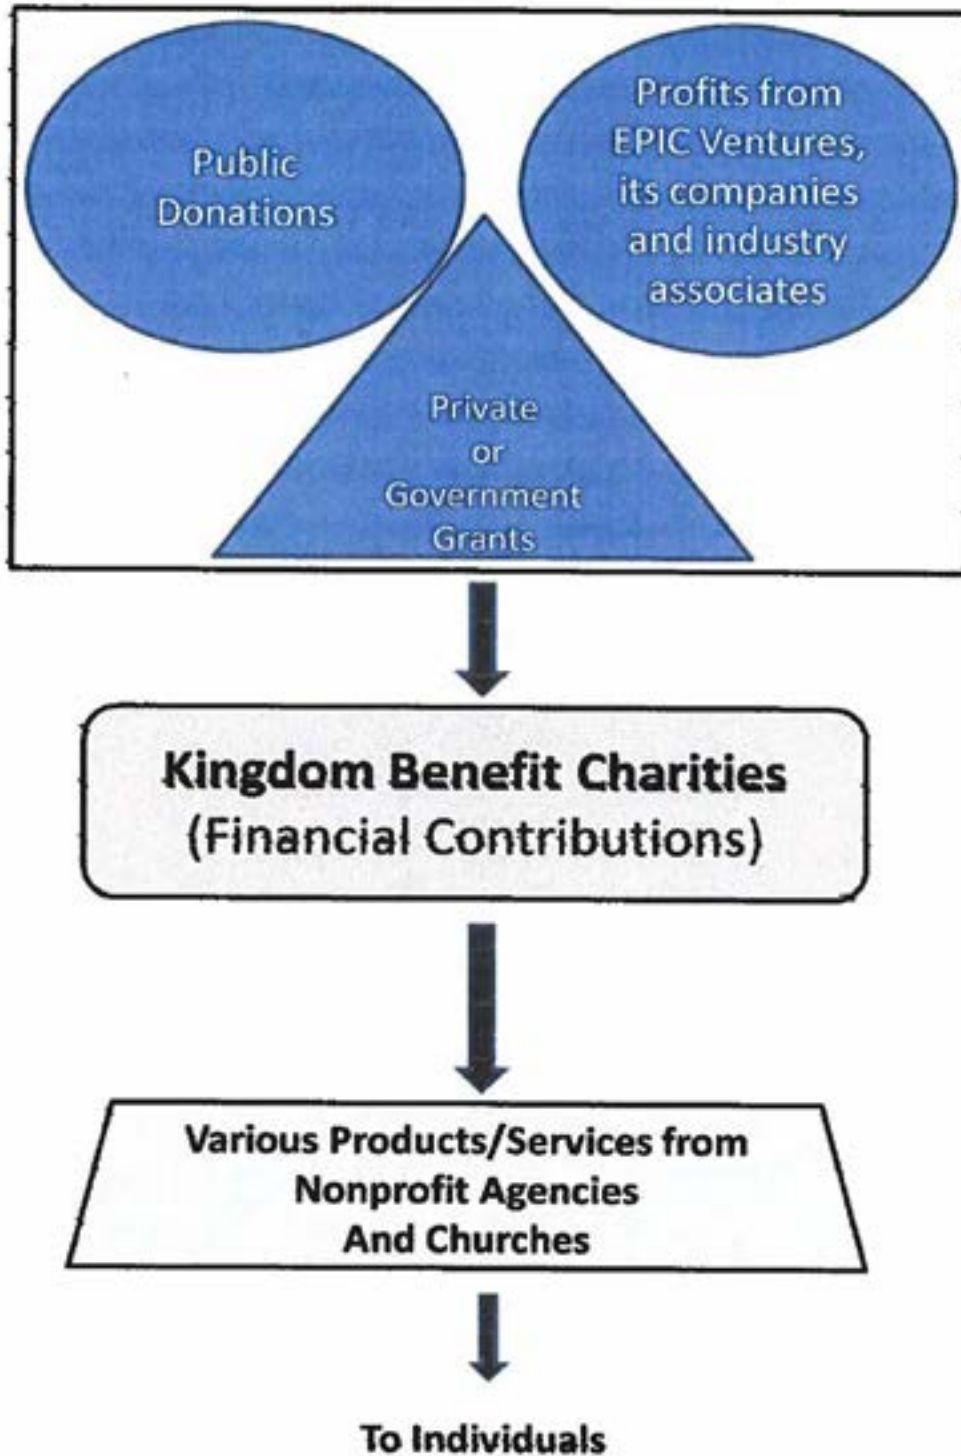 Public
Donations
Profits from
EPIC Ventures,
its companies
and industry
associates
Private
or
Government
Grants
Kingdom Benefit Charities
(Financial Contributions)
Various Products/Services from
Nonprofit Agencies
And Churches
To Individuals